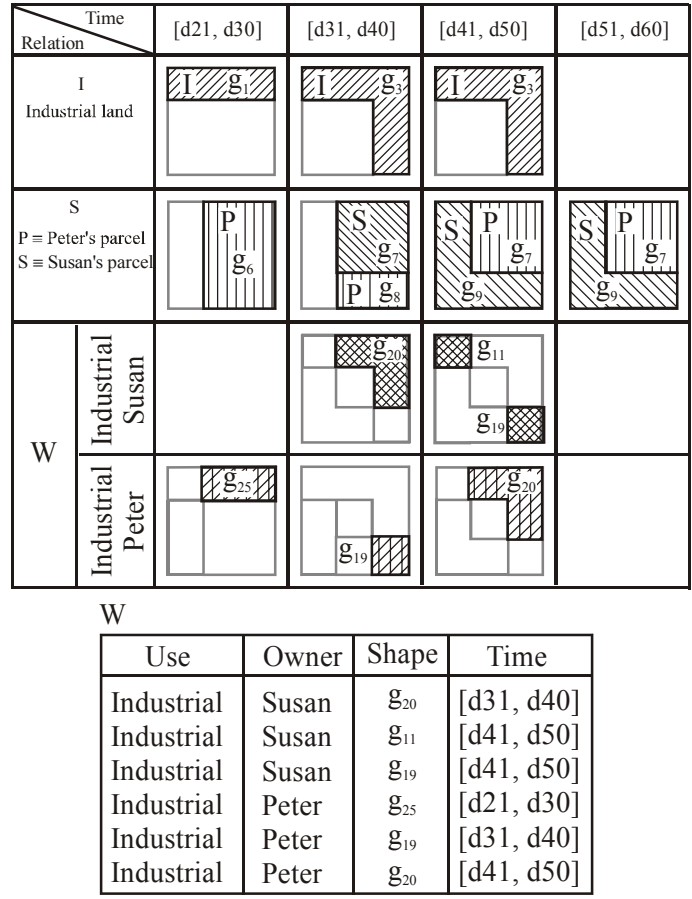 Time
Relation
[d21, d30]
[d31, d40]
[d41, d50]
[d51, d60]
I
Industrial land
I g₁
I g₃
I g₃
S
P ≡ Peter's parcel
S ≡ Susan's parcel
P
g₆
S
g₇
P g₈
S P
g₇
g₉
S P
g₇
g₉
W
Industrial
Susan
g₂₀
g₁₁
g₁₉
Industrial
Peter
g₂₅
g₁₉
g₂₀
W
Use Owner Shape Time
Industrial Susan g₂₀ [d31, d40]
Industrial Susan g₁₁ [d41, d50]
Industrial Susan g₁₉ [d41, d50]
Industrial Peter g₂₅ [d21, d30]
Industrial Peter g₁₉ [d31, d40]
Industrial Peter g₂₀ [d41, d50]